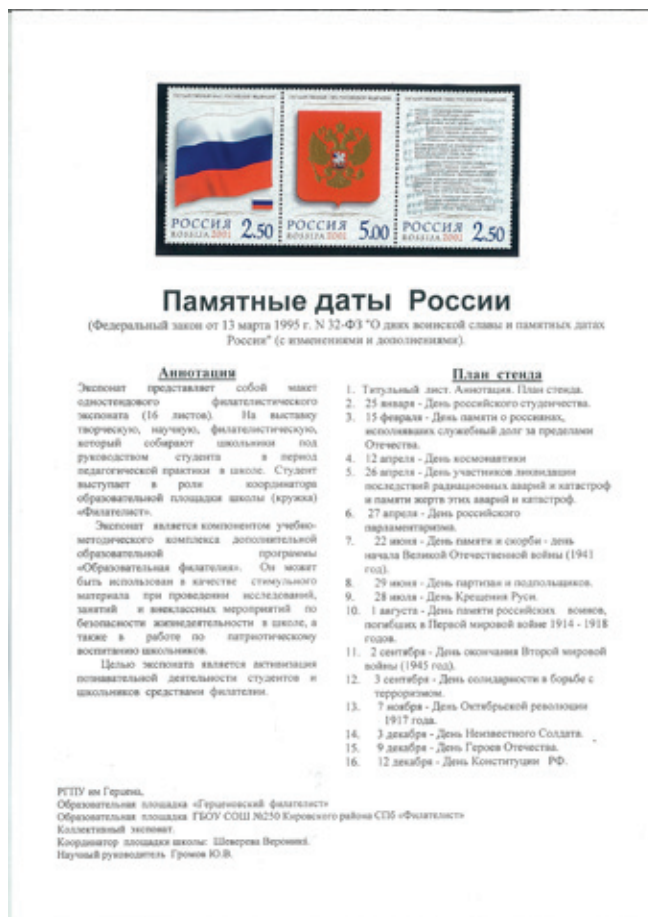 РОССИЯ
ROSSIJA 2001 2.50
РОССИЯ
ROSSIJA 2001 5.00
РОССИЯ
ROSSIJA 2001 2.50
Памятные даты России
(Федеральный закон от 13 марта 1995 г. N 32-ФЗ "О днях воинской славы и памятных датах
России" (с изменениями и дополнениями).
Аннотация
Экспонат представляет собой макет
одностендового филателистического
экспоната (16 листов). На выставку
творческую, научную, филателистическую,
который собирают школьники под
руководством студента в период
педагогической практики в школе. Студент
выступает в роли координатора
образовательной площадки школы (кружка)
«Филателист».
Экспонат является компонентом учебно-
методического комплекса дополнительной
образовательной программы
«Образовательная филателия». Он может
быть использован в качестве стимульного
материала при проведении исследований,
занятий и внеклассных мероприятий по
безопасности жизнедеятельности в школе, а
также в работе по патриотическому
воспитанию школьников.
Целью экспоната является активизация
познавательной деятельности студентов и
школьников средствами филателии.
План стенда
1. Титульный лист. Аннотация. План стенда.
2. 25 января - День российского студенчества.
3. 15 февраля - День памяти о россиянах,
исполнявших служебный долг за пределами
Отечества.
4. 12 апреля - День космонавтики
5. 26 апреля - День участников ликвидации
последствий радиационных аварий и катастроф
и памяти жертв этих аварий и катастроф.
6. 27 апреля - День российского
парламентаризма.
7. 22 июня - День памяти и скорби - день
начала Великой Отечественной войны (1941
год).
8. 29 июня - День партизан и подпольщиков.
9. 28 июля - День Крещения Руси.
10. 1 августа - День памяти российских воинов,
погибших в Первой мировой войне 1914 - 1918
годов.
11. 2 сентября - День окончания Второй мировой
войны (1945 год).
12. 3 сентября - День солидарности в борьбе с
терроризмом.
13. 7 ноября - День Октябрьской революции
1917 года.
14. 3 декабря - День Неизвестного Солдата.
15. 9 декабря - День Героев Отечества.
16. 12 декабря - День Конституции РФ.
РГПУ им Герцена,
Образовательная площадка «Герценовский филателист»
Образовательная площадка ГБОУ СОШ №250 Кировского района СПб «Филателист»
Коллективный экспонат.
Координатор площадки школы: Шеверева Вероника.
Научный руководитель Громов Ю.В.